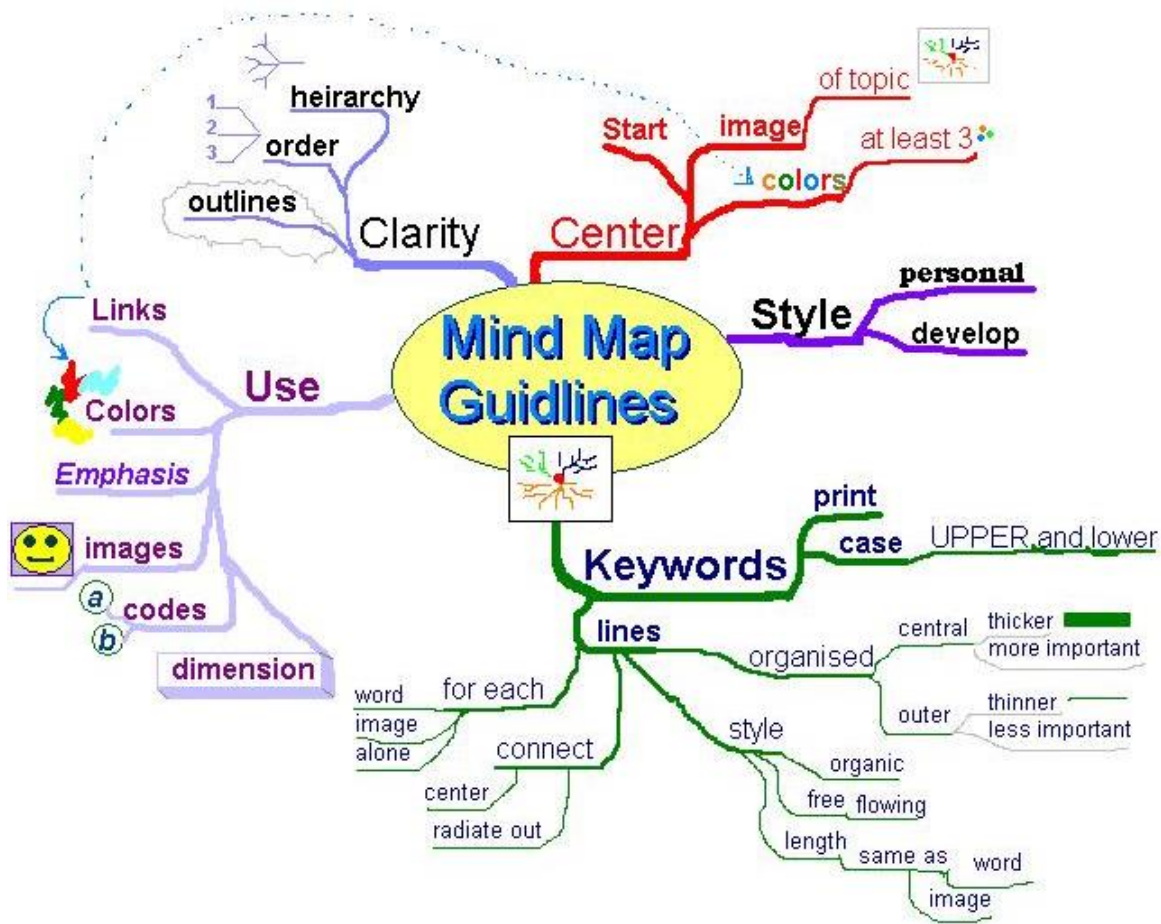 Mind Map
Guidlines
Center
Start
image
of topic
colors
at least 3
Style
personal
develop
Keywords
print
case
UPPER and lower
lines
organised
central
thicker
more important
outer
thinner
less important
style
organic
free
flowing
length
same as
word
image
connect
center
radiate out
for each
word
image
alone
Use
Links
Colors
Emphasis
images
codes
a
b
dimension
Clarity
heirarchy
order
1
2
3
outlines